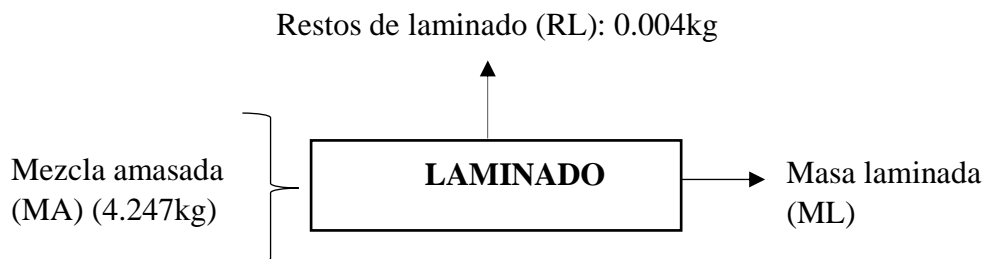 Restos de laminado (RL): 0.004kg
Mezcla amasada
(MA) (4.247kg)
LAMINADO
Masa laminada
(ML)